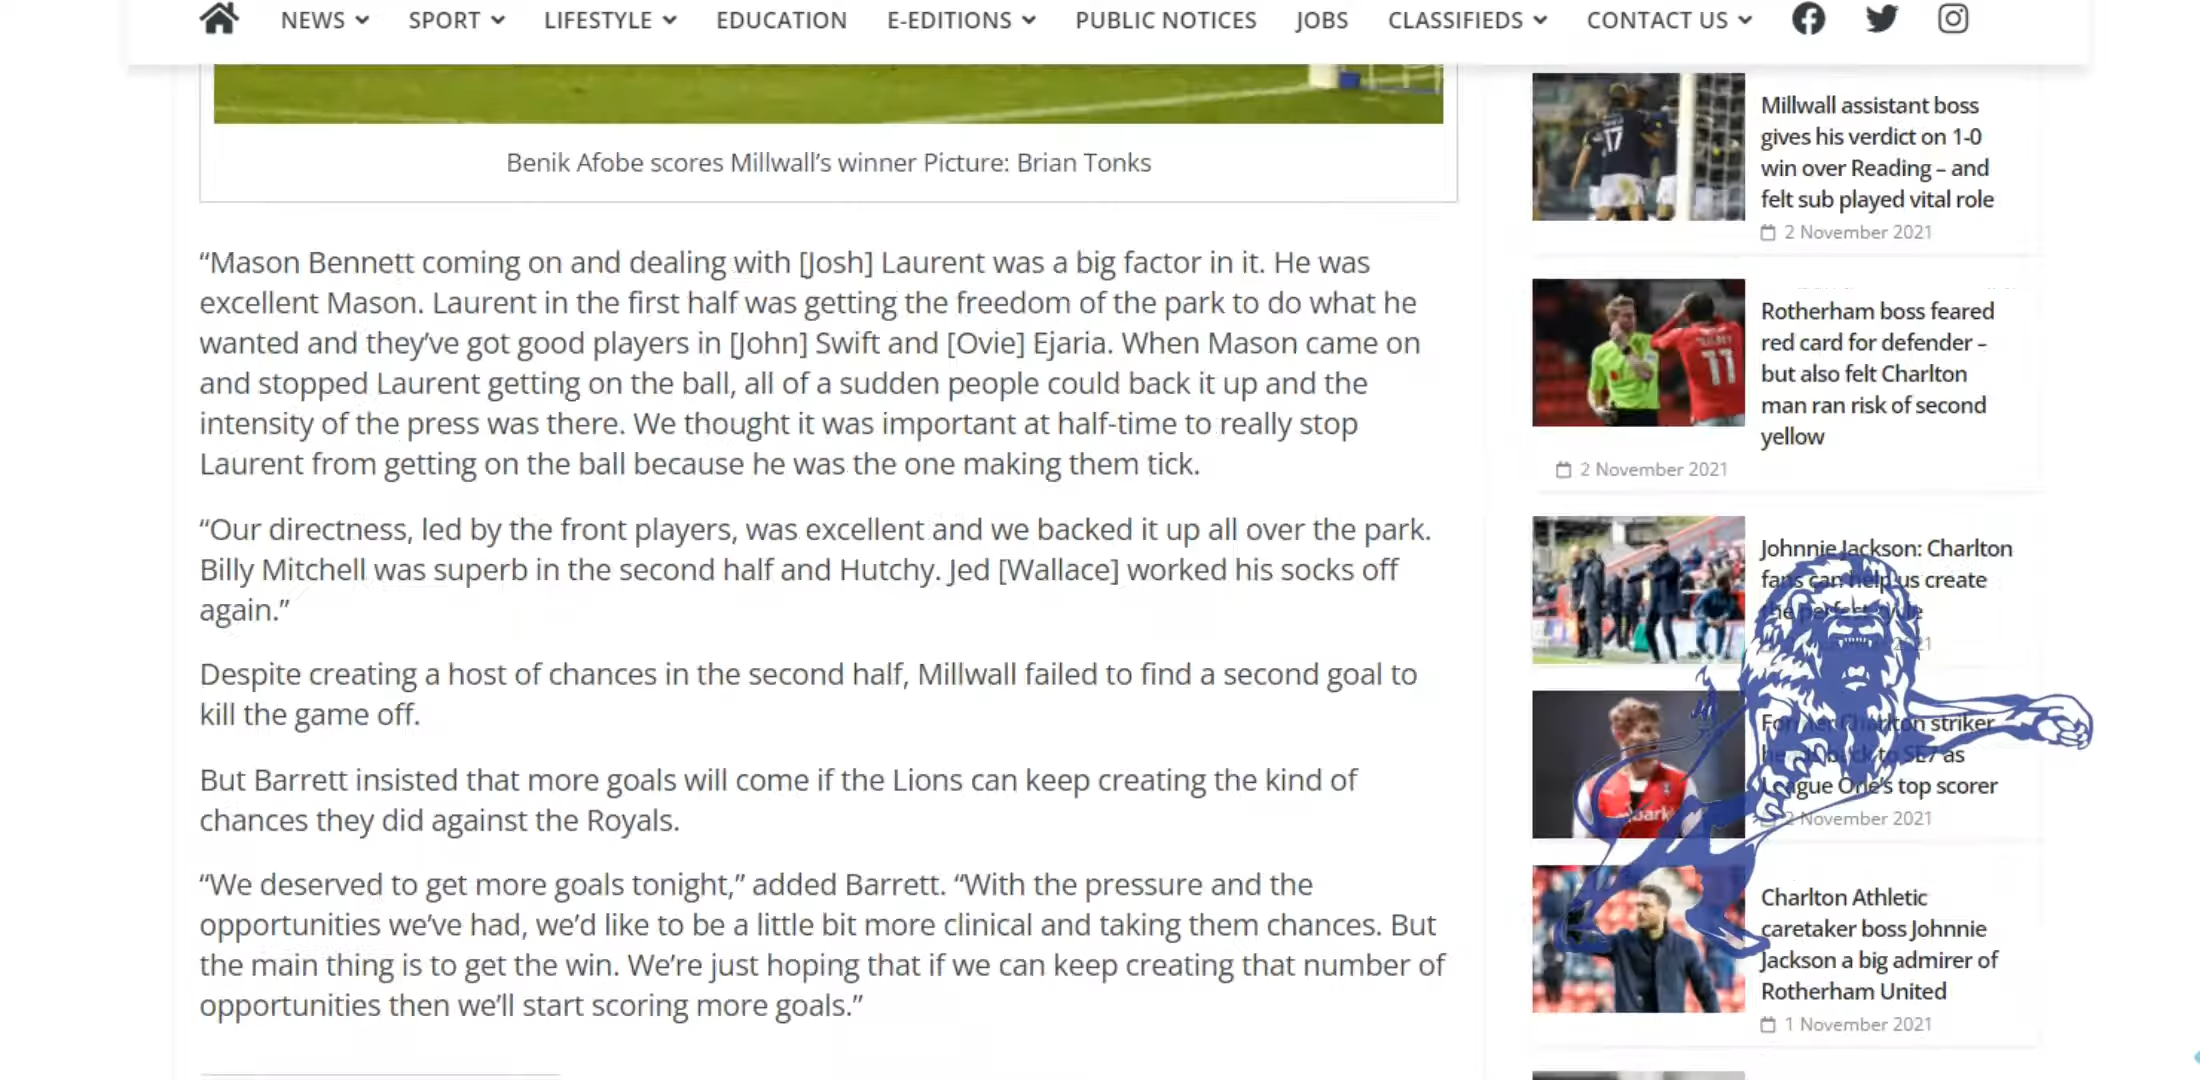 NEWS SPORT LIFESTYLE EDUCATION E-EDITIONS PUBLIC NOTICES JOBS CLASSIFIEDS CONTACT US
Benik Afobe scores Millwall’s winner Picture: Brian Tonks
“Mason Bennett coming on and dealing with [Josh] Laurent was a big factor in it. He was
excellent Mason. Laurent in the first half was getting the freedom of the park to do what he
wanted and they’ve got good players in [John] Swift and [Ovie] Ejaria. When Mason came on
and stopped Laurent getting on the ball, all of a sudden people could back it up and the
intensity of the press was there. We thought it was important at half-time to really stop
Laurent from getting on the ball because he was the one making them tick.
“Our directness, led by the front players, was excellent and we backed it up all over the park.
Billy Mitchell was superb in the second half and Hutchy. Jed [Wallace] worked his socks off
again.”
Despite creating a host of chances in the second half, Millwall failed to find a second goal to
kill the game off.
But Barrett insisted that more goals will come if the Lions can keep creating the kind of
chances they did against the Royals.
“We deserved to get more goals tonight,” added Barrett. “With the pressure and the
opportunities we’ve had, we’d like to be a little bit more clinical and taking them chances. But
the main thing is to get the win. We’re just hoping that if we can keep creating that number of
opportunities then we’ll start scoring more goals.”
Millwall assistant boss
gives his verdict on 1-0
win over Reading – and
felt sub played vital role
2 November 2021
17
Rotherham boss feared
red card for defender –
but also felt Charlton
man ran risk of second
yellow
2 November 2021
11
Johnnie Jackson: Charlton
fans can help us create
the perfect
Former Charlton striker
back to SE7 as
League One’s top scorer
2 November 2021
Charlton Athletic
caretaker boss Johnnie
Jackson a big admirer of
Rotherham United
1 November 2021